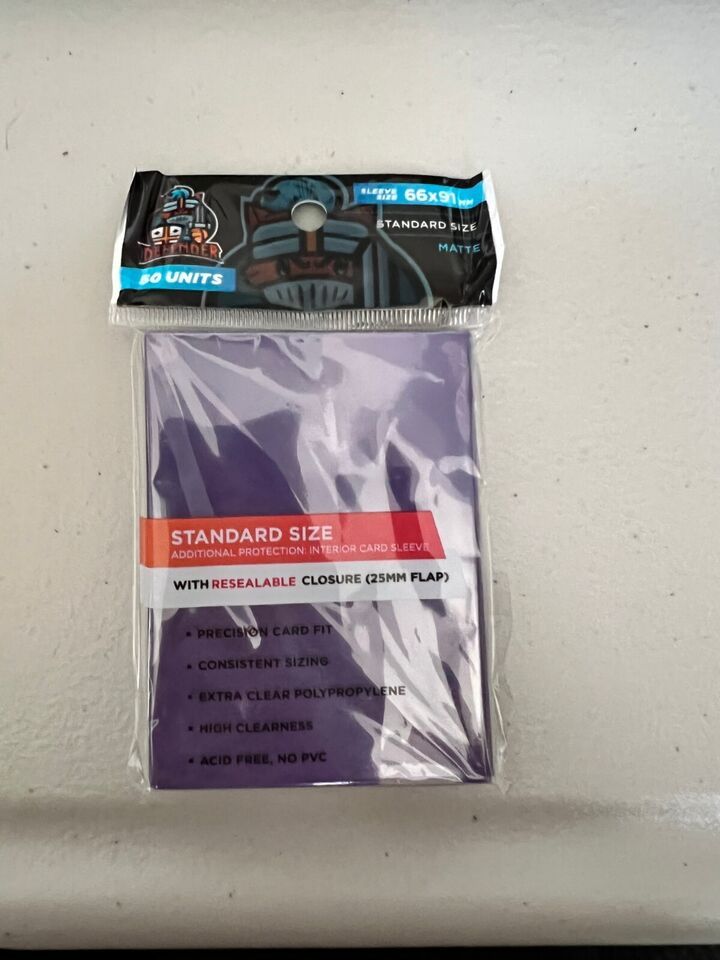 SLEEVE SIZE 66x91 MM
STANDARD SIZE
MATTE
DEFENDER
50 UNITS
STANDARD SIZE
ADDITIONAL PROTECTION: INTERIOR CARD SLEEVE
WITH RESEALABLE CLOSURE (25MM FLAP)
• PRECISION CARD FIT
• CONSISTENT SIZING
• EXTRA CLEAR POLYPROPYLENE
• HIGH CLEARNESS
• ACID FREE, NO PVC